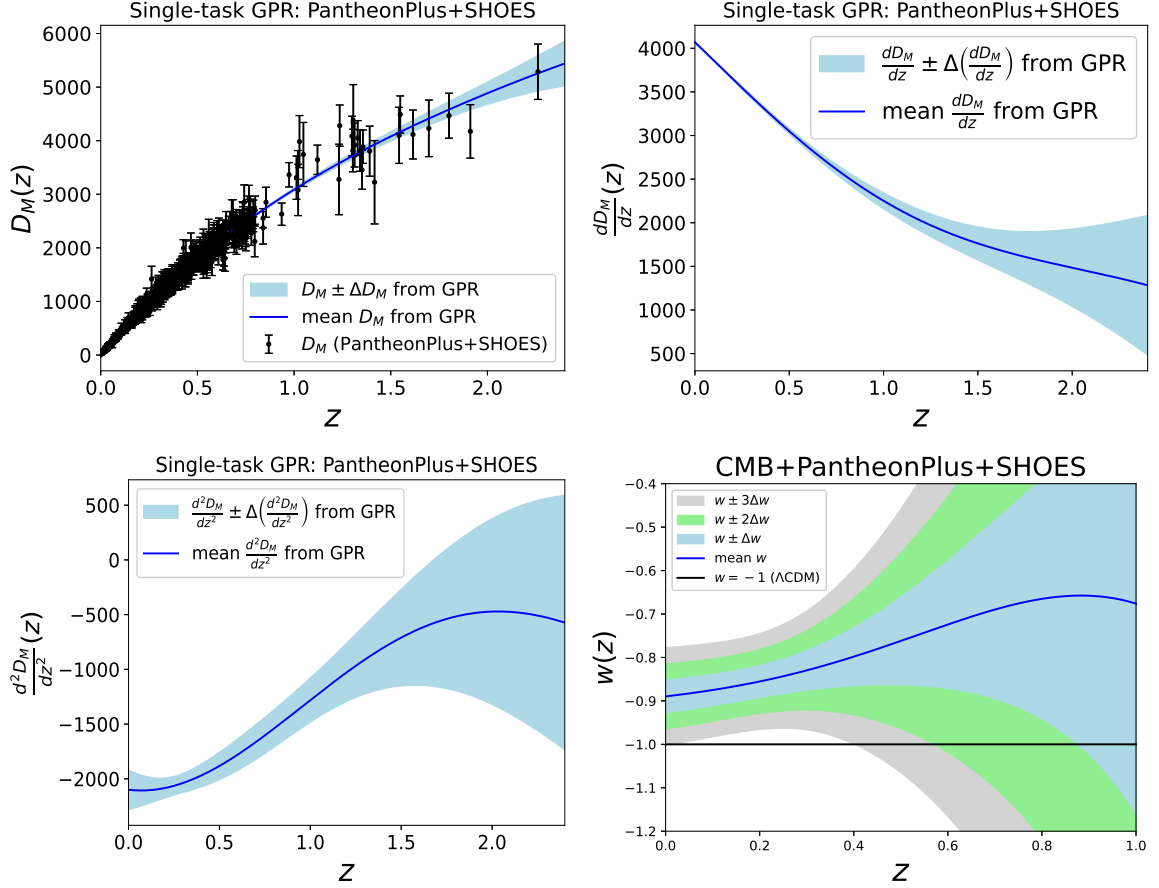 Single-task GPR: PantheonPlus+SHOES
6000
5000
4000
3000
2000
1000
0
D_M(z)
D_M ± ΔD_M from GPR
mean D_M from GPR
D_M (PantheonPlus+SHOES)
0.0 0.5 1.0 1.5 2.0
z
Single-task GPR: PantheonPlus+SHOES
4000
3500
3000
2500
2000
1500
1000
500
dD_M/dz (z)
dD_M/dz ± Δ(dD_M/dz) from GPR
mean dD_M/dz from GPR
0.0 0.5 1.0 1.5 2.0
z
Single-task GPR: PantheonPlus+SHOES
500
0
−500
−1000
−1500
−2000
d²D_M/dz² (z)
d²D_M/dz² ± Δ(d²D_M/dz²) from GPR
mean d²D_M/dz² from GPR
0.0 0.5 1.0 1.5 2.0
z
CMB+PantheonPlus+SHOES
−0.4
−0.5
−0.6
−0.7
−0.8
−0.9
−1.0
−1.1
−1.2
w(z)
w ± 3Δw
w ± 2Δw
w ± Δw
mean w
w = −1 (ΛCDM)
0.0 0.2 0.4 0.6 0.8 1.0
z